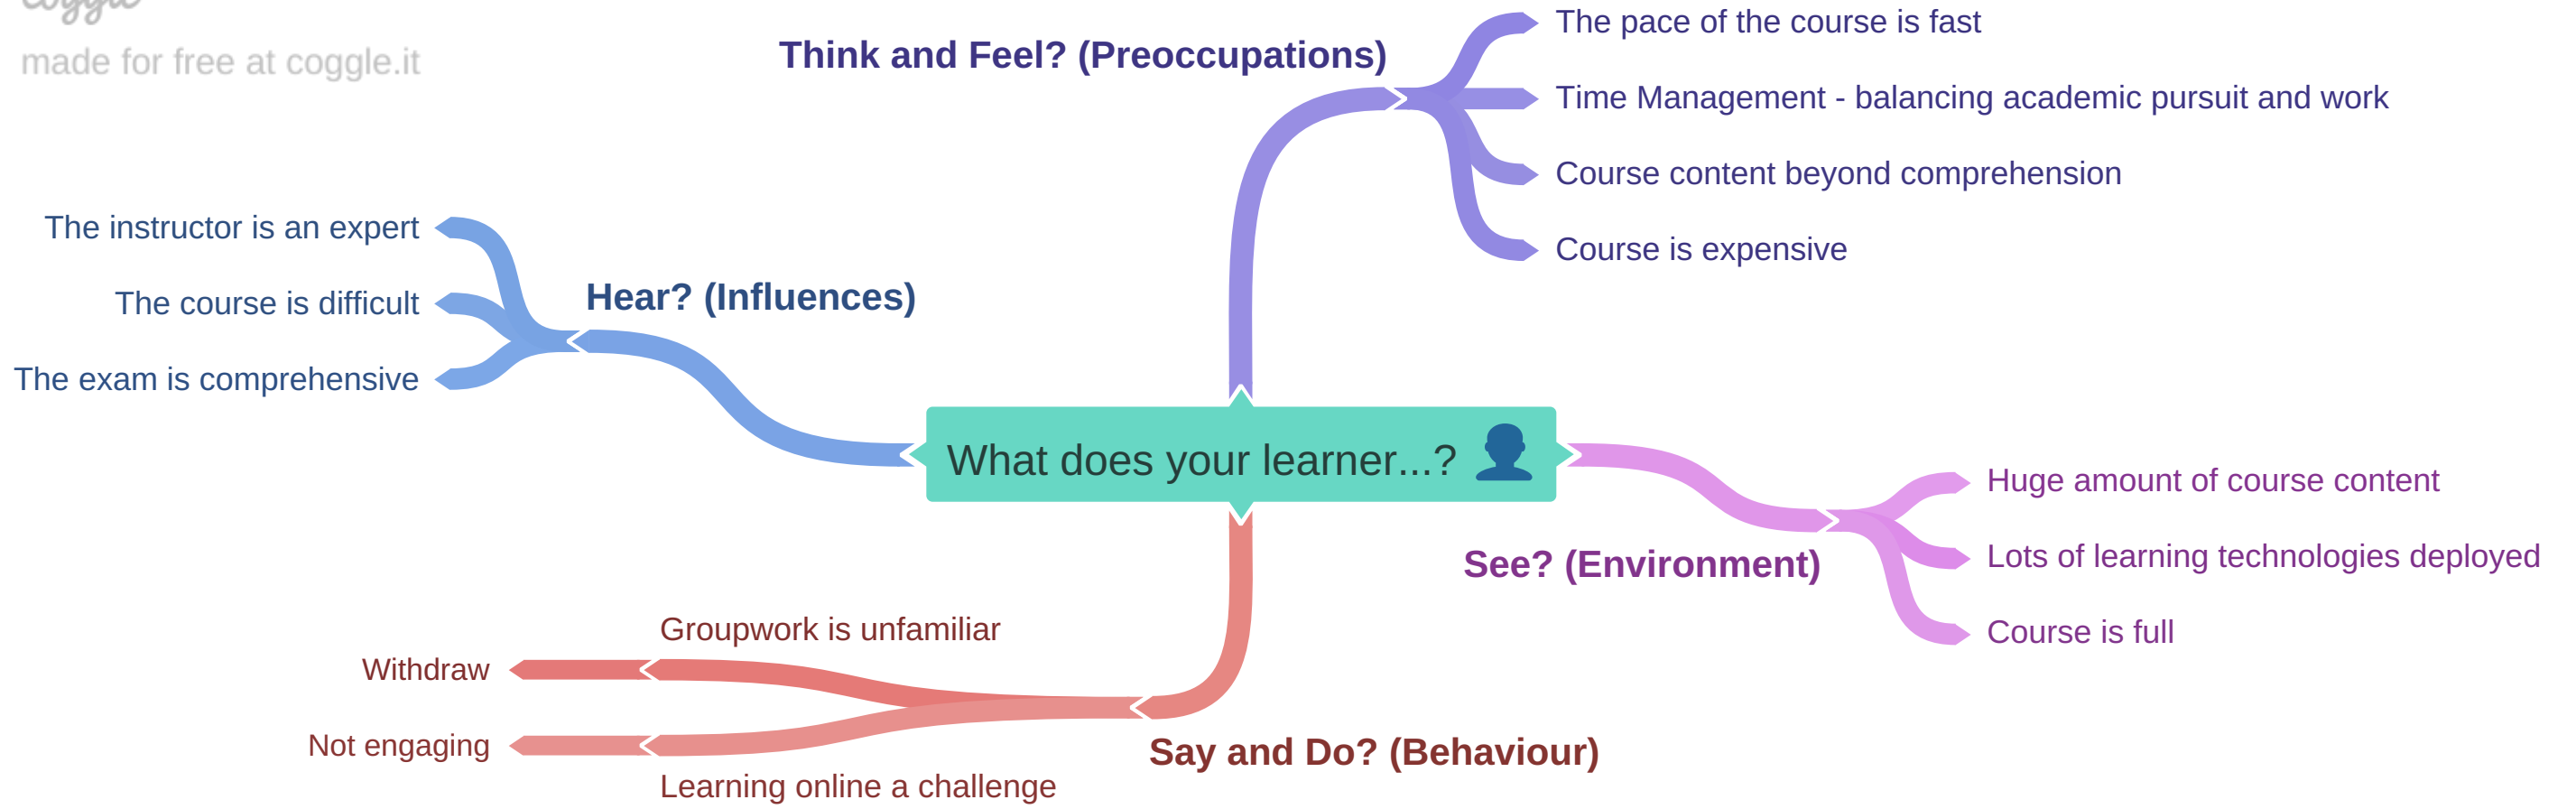 coggle
made for free at coggle.it
Think and Feel? (Preoccupations)
The pace of the course is fast
Time Management - balancing academic pursuit and work
Course content beyond comprehension
Course is expensive
Hear? (Influences)
The instructor is an expert
The course is difficult
The exam is comprehensive
What does your learner...?
See? (Environment)
Huge amount of course content
Lots of learning technologies deployed
Course is full
Say and Do? (Behaviour)
Groupwork is unfamiliar
Withdraw
Learning online a challenge
Not engaging